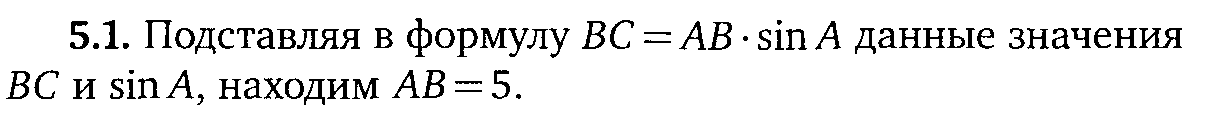 5.1. Подставляя в формулу BC = AB · sin A данные значения
BC и sin A, находим AB = 5.